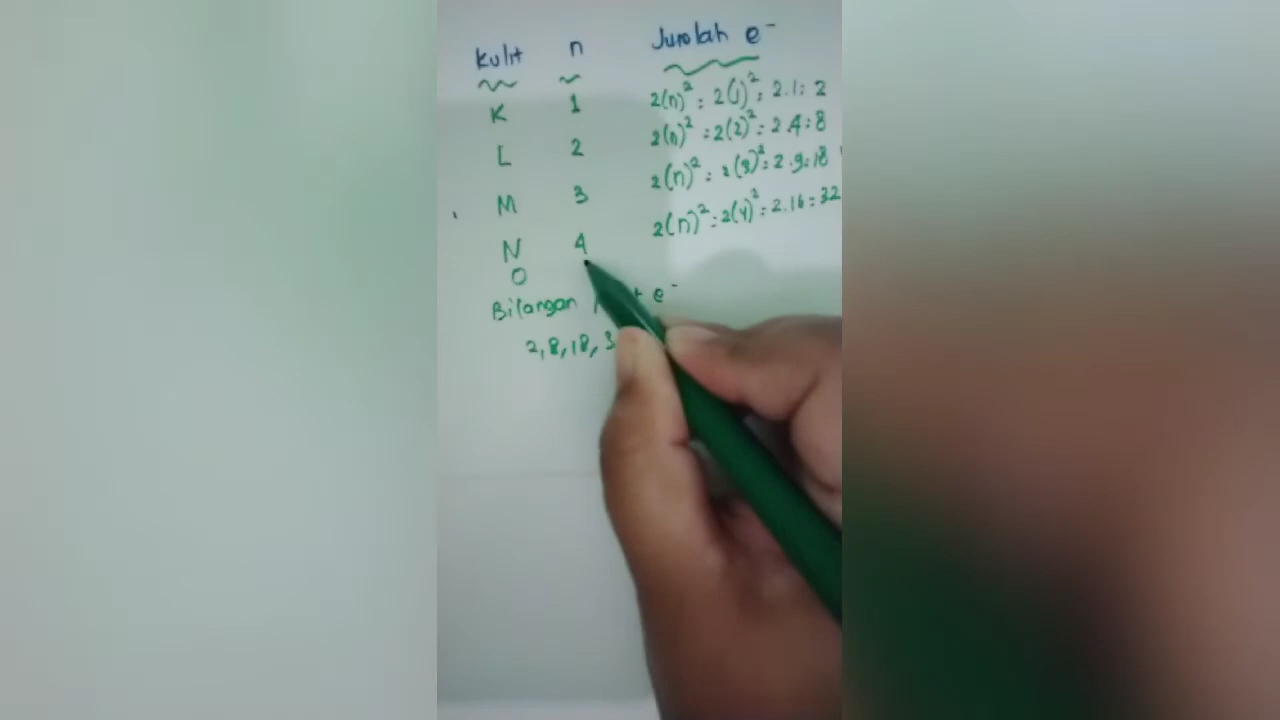 Kulit n Jumlah e⁻
K 1 2(n)² : 2(1)² : 2.1 : 2
L 2 2(n)² : 2(2)² : 2.4 : 8
M 3 2(n)² : 2(3)² : 2.9 : 18
N 4 2(n)² : 2(4)² : 2.16 : 32
O
Bilangan e⁻
2, 8, 18, 3